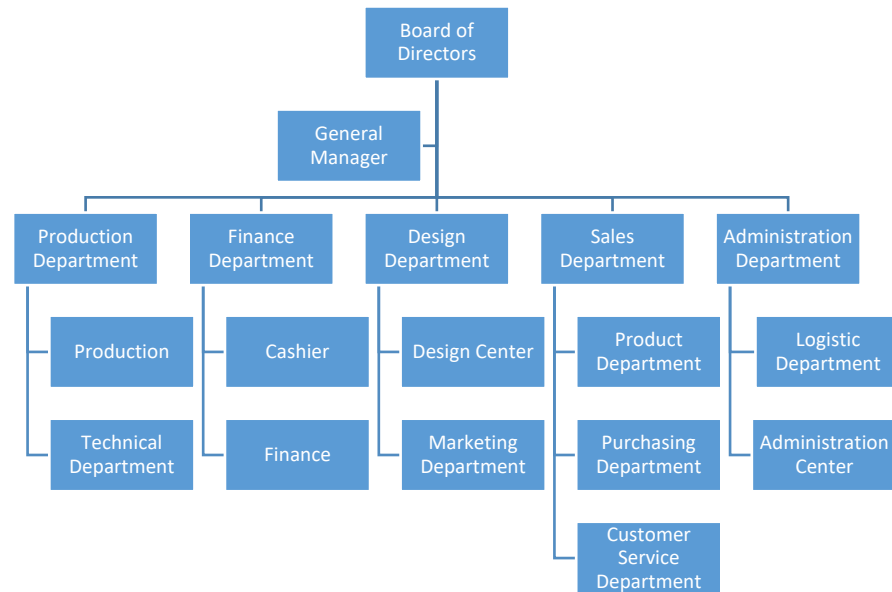 Board of
Directors
General
Manager
Production
Department
Finance
Department
Design
Department
Sales
Department
Administration
Department
Production
Cashier
Design Center
Product
Department
Logistic
Department
Technical
Department
Finance
Marketing
Department
Purchasing
Department
Administration
Center
Customer
Service
Department